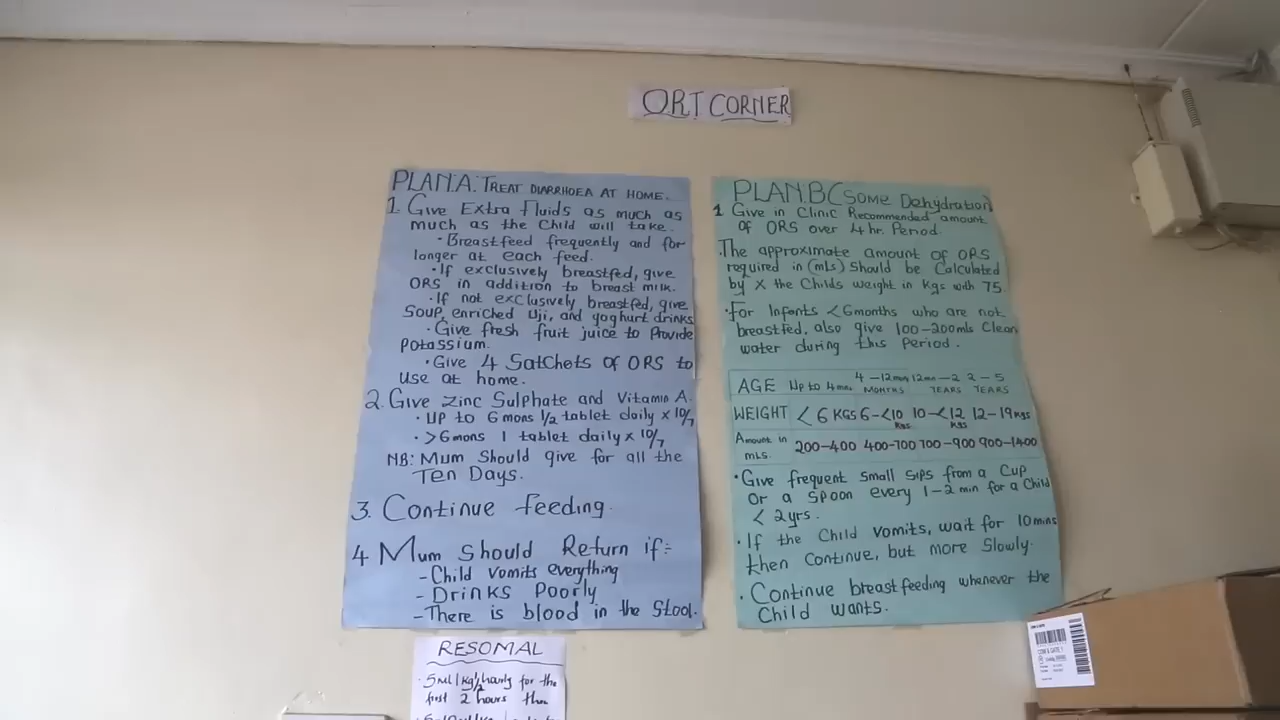 ORT CORNER
PLAN:A: TREAT DIARRHOEA AT HOME.
1. Give Extra Fluids as much as
much as the Child will take.
• Breastfeed frequently and for
longer at each feed.
• If exclusively breastfed, give
ORS in addition to breast milk.
• If not exclusively breastfed, give
Soup, enriched Uji, and yoghurt drinks
• Give fresh fruit juice to Provide
Potassium.
• Give 4 Satchets of ORS to
Use at home.
2. Give Zinc Sulphate and Vitamin A.
• UP to 6 mons 1/2 tablet daily x 10/7
• >6mons 1 tablet daily x 10/7
NB: Mum Should give for all the
Ten Days.
3. Continue feeding.
4 Mum Should Return if:-
- Child vomits everything
- Drinks Poorly
- There is blood in the Stool.
PLAN:B (Some Dehydration)
1 Give in Clinic Recommended amount
of ORS over 4 hr. Period.
• The approximate amount of ORS
required in (mLs) Should be Calculated
by X the Childs weight in Kgs with 75.
• For Infants <6months who are not
breastfed, also give 100-200mls Clean
water during this Period.
AGE Up to 4 mns 4 - 12 mns MONTHS 12mn - 2 YEARS 2 - 5 YEARS
WEIGHT < 6 KGS 6 - <10 Kgs 10 - <12 Kgs 12 - 19 kgs
Amount in mLS. 200-400 400-700 700-900 900-1400
• Give frequent Small Sips from a Cup
Or a Spoon every 1-2 min for a Child
< 2yrs.
• If the Child vomits, wait for 10mins
then Continue, but more Slowly.
• Continue breastfeeding whenever the
Child wants.
RESOMAL
• 5ml/kg/hourly for the
first 2 hours then